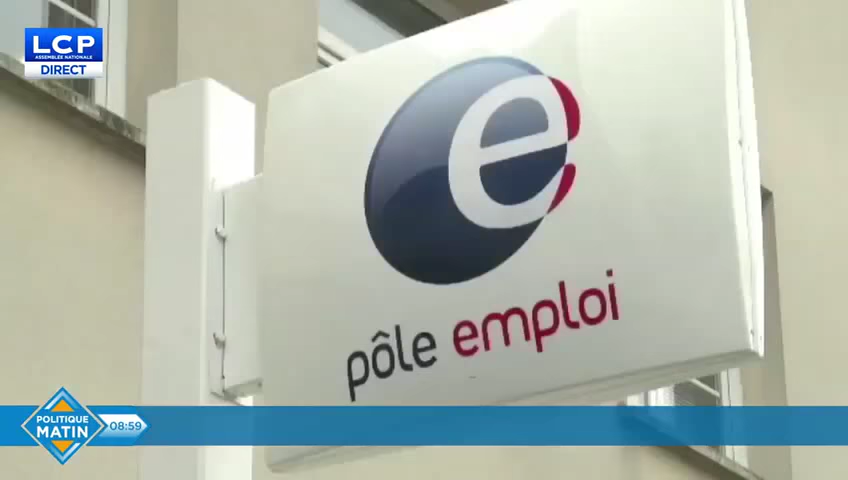 LCP
ASSEMBLÉE NATIONALE
DIRECT
e
pôle emploi
POLITIQUE
MATIN
08:59